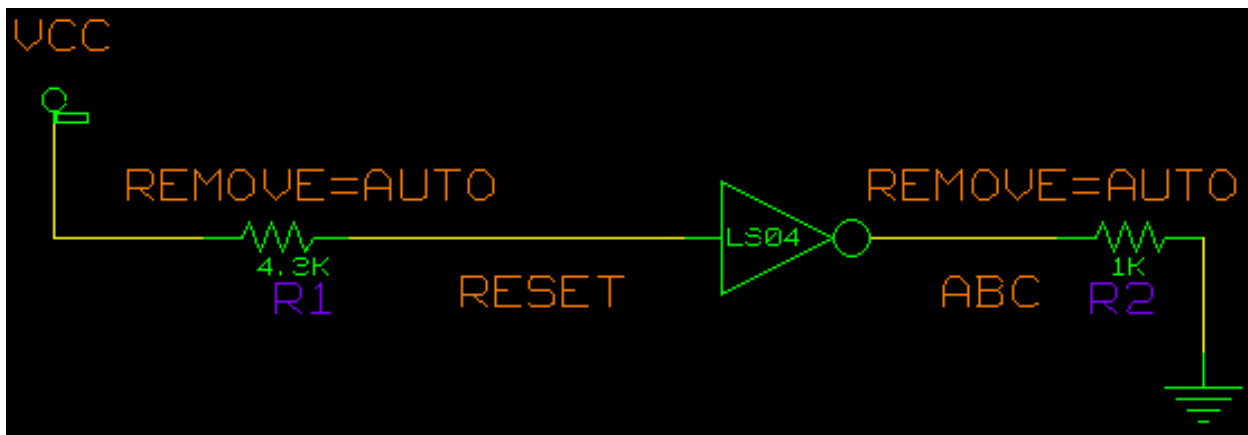 VCC
REMOVE=AUTO REMOVE=AUTO
LS04
4.3K 1K
R1 RESET ABC R2